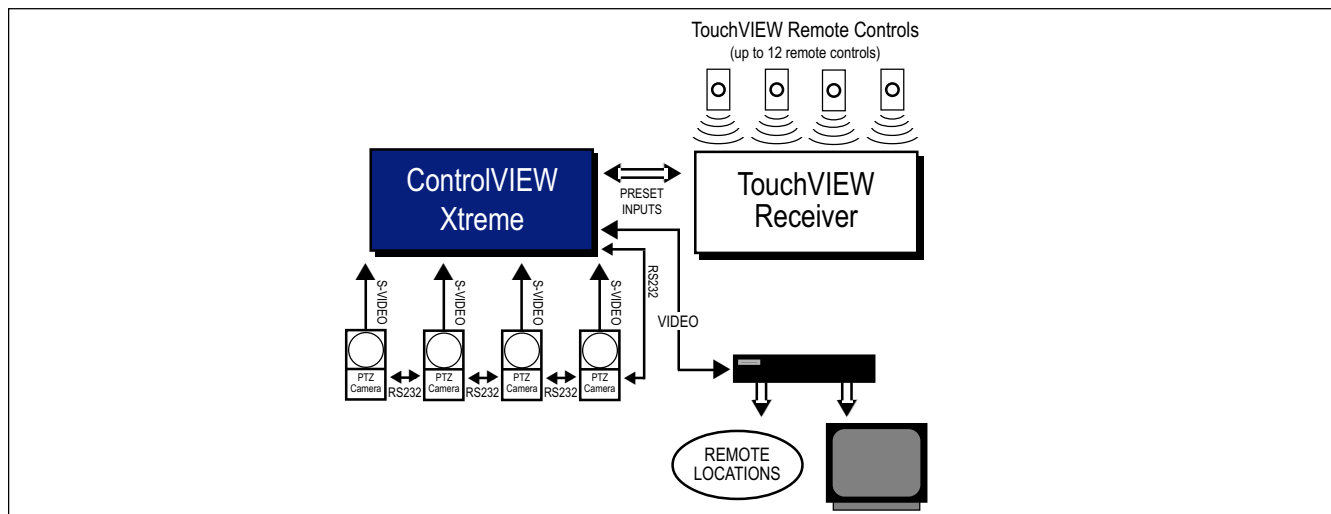 TouchVIEW Remote Controls
(up to 12 remote controls)
ControlVIEW
Xtreme
PRESET
INPUTS
TouchVIEW
Receiver
S-VIDEO
S-VIDEO
S-VIDEO
S-VIDEO
RS232
VIDEO
PTZ
Camera
RS232
PTZ
Camera
RS232
PTZ
Camera
RS232
PTZ
Camera
REMOTE
LOCATIONS